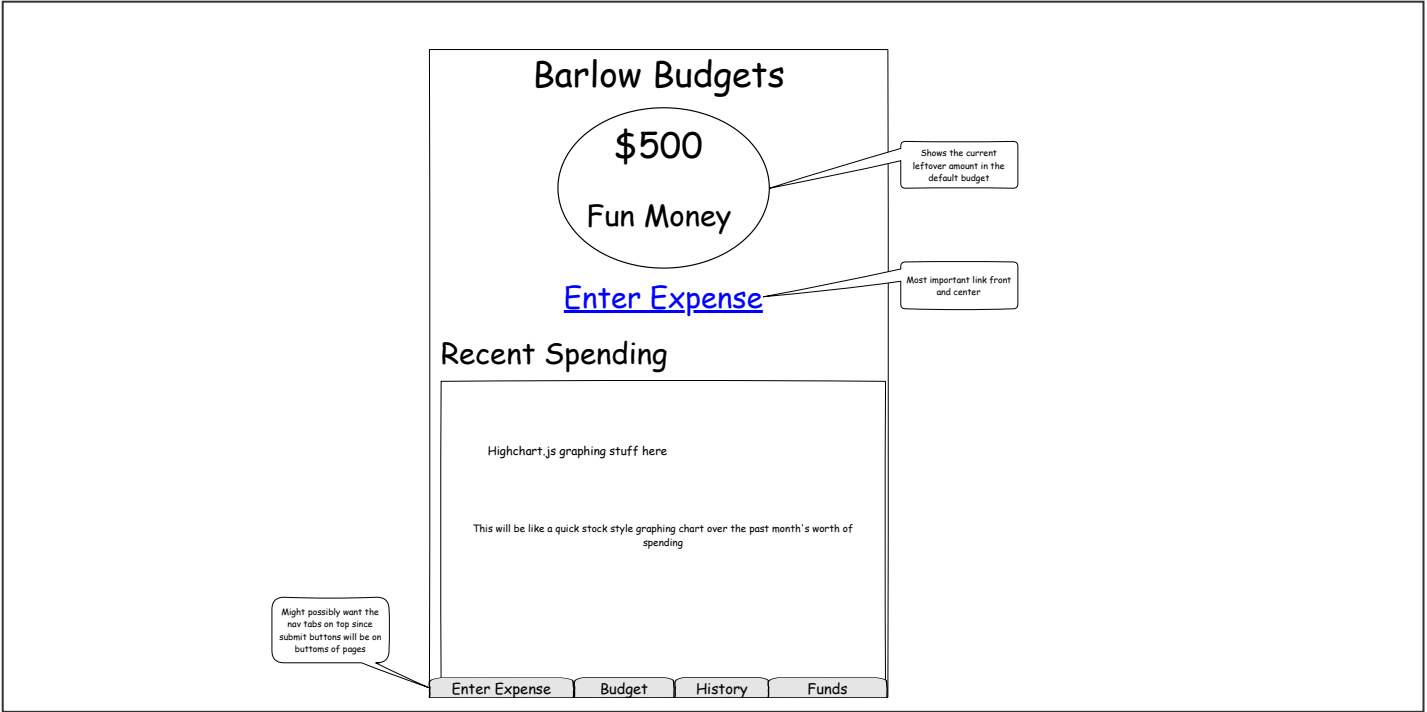 Barlow Budgets
$500
Fun Money
Shows the current
leftover amount in the
default budget
Enter Expense
Most important link front
and center
Recent Spending
Highchart.js graphing stuff here
This will be like a quick stock style graphing chart over the past month's worth of
spending
Might possibly want the
nav tabs on top since
submit buttons will be on
buttoms of pages
Enter Expense
Budget
History
Funds